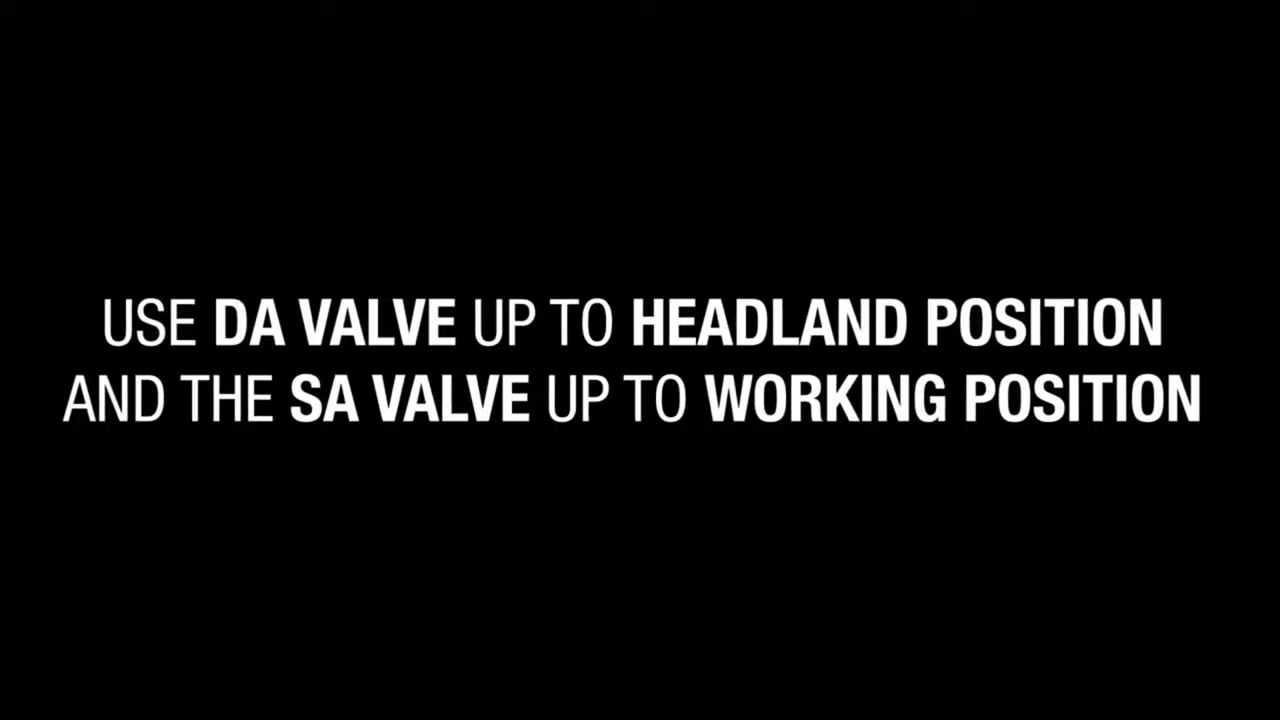 USE DA VALVE UP TO HEADLAND POSITION
AND THE SA VALVE UP TO WORKING POSITION